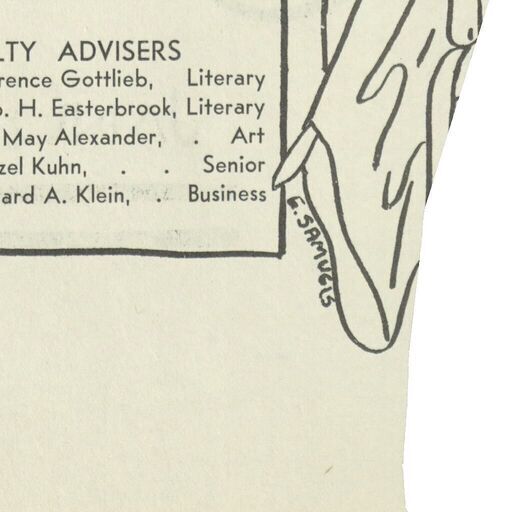 LTY ADVISERS
rence Gottlieb, Literary
o. H. Easterbrook, Literary
May Alexander, . Art
zel Kuhn, . . Senior
ard A. Klein, . Business
G. SAMUELS